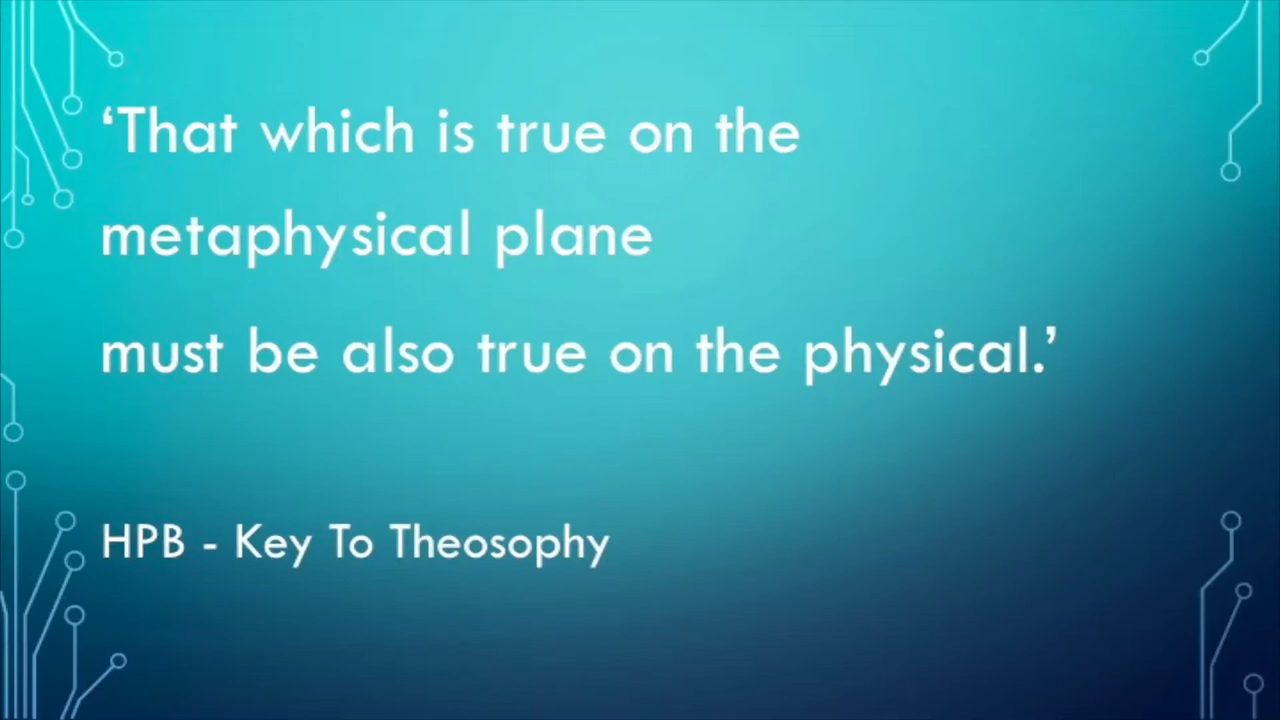 ‘That which is true on the
metaphysical plane
must be also true on the physical.’
HPB - Key To Theosophy